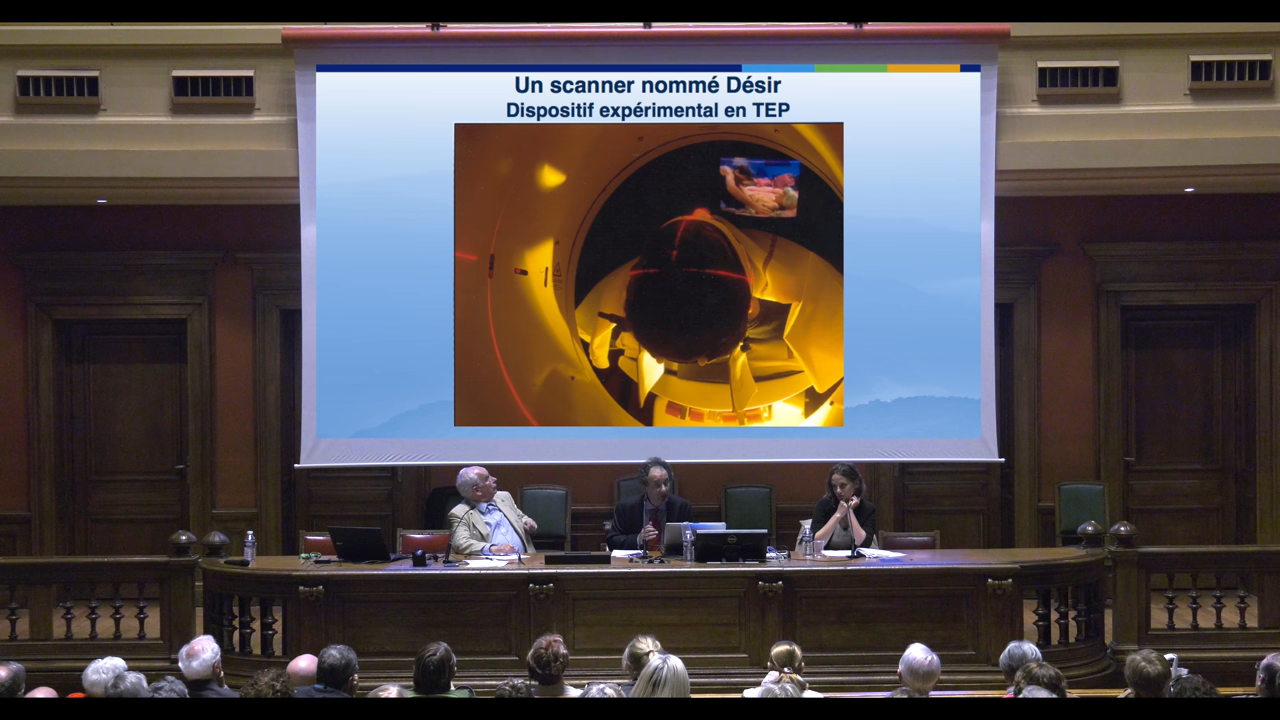 Un scanner nommé Désir
Dispositif expérimental en TEP